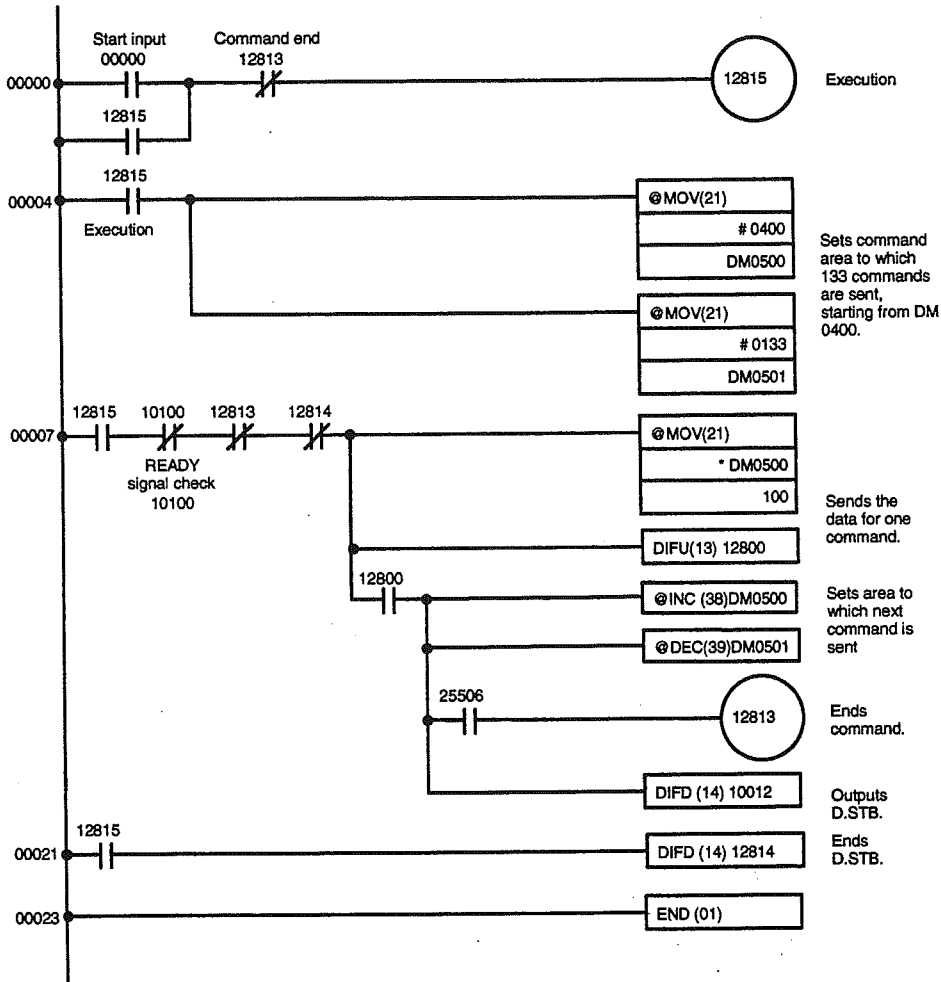 Start input
00000
Command end
12813
00000
12815
Execution
12815
12815
00004
Execution
@MOV(21)
# 0400
DM0500
@MOV(21)
# 0133
DM0501
Sets command
area to which
133 commands
are sent,
starting from DM
0400.
12815
10100
12813
12814
00007
READY
signal check
10100
@MOV(21)
* DM0500
100
DIFU(13) 12800
Sends the
data for one
command.
12800
@INC (38)DM0500
@DEC(39)DM0501
Sets area to
which next
command is
sent
25506
12813
Ends
command.
DIFD (14) 10012
Outputs
D.STB.
12815
00021
DIFD (14) 12814
Ends
D.STB.
00023
END (01)